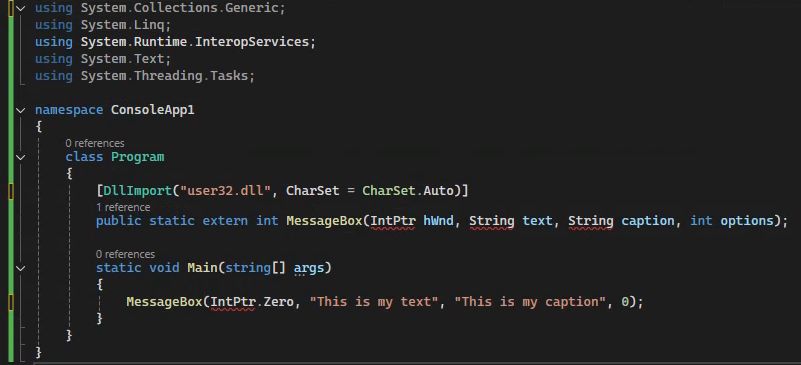 using System.Collections.Generic;
using System.Linq;
using System.Runtime.InteropServices;
using System.Text;
using System.Threading.Tasks;
namespace ConsoleApp1
{
0 references
class Program
{
[DllImport("user32.dll", CharSet = CharSet.Auto)]
1 reference
public static extern int MessageBox(IntPtr hWnd, String text, String caption, int options);
0 references
static void Main(string[] args)
{
MessageBox(IntPtr.Zero, "This is my text", "This is my caption", 0);
}
}
}